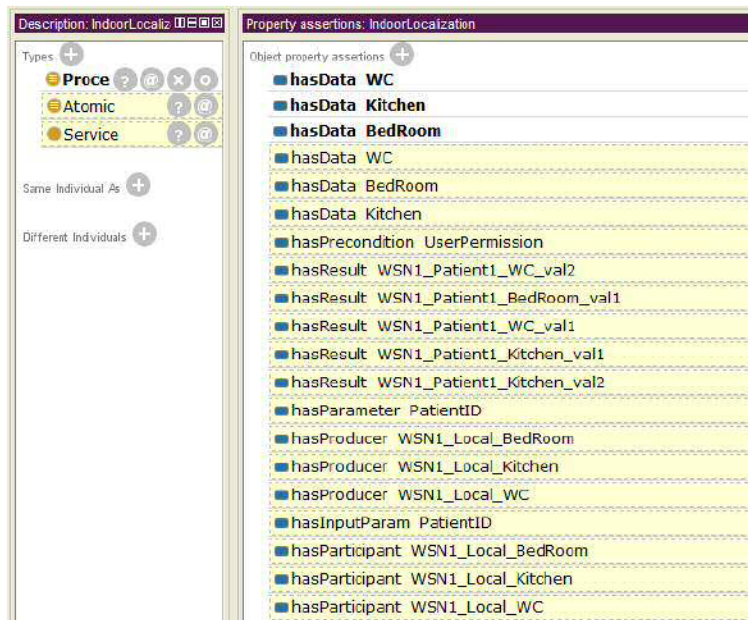 Description: IndoorLocaliz
Types
Proce
Atomic
Service
Same Individual As
Different Individuals
Property assertions: IndoorLocalization
Object property assertions
hasData WC
hasData Kitchen
hasData BedRoom
hasData WC
hasData BedRoom
hasData Kitchen
hasPrecondition UserPermission
hasResult WSN1_Patient1_WC_val2
hasResult WSN1_Patient1_BedRoom_val1
hasResult WSN1_Patient1_WC_val1
hasResult WSN1_Patient1_Kitchen_val1
hasResult WSN1_Patient1_Kitchen_val2
hasParameter PatientID
hasProducer WSN1_Local_BedRoom
hasProducer WSN1_Local_Kitchen
hasProducer WSN1_Local_WC
hasInputParam PatientID
hasParticipant WSN1_Local_BedRoom
hasParticipant WSN1_Local_Kitchen
hasParticipant WSN1_Local_WC